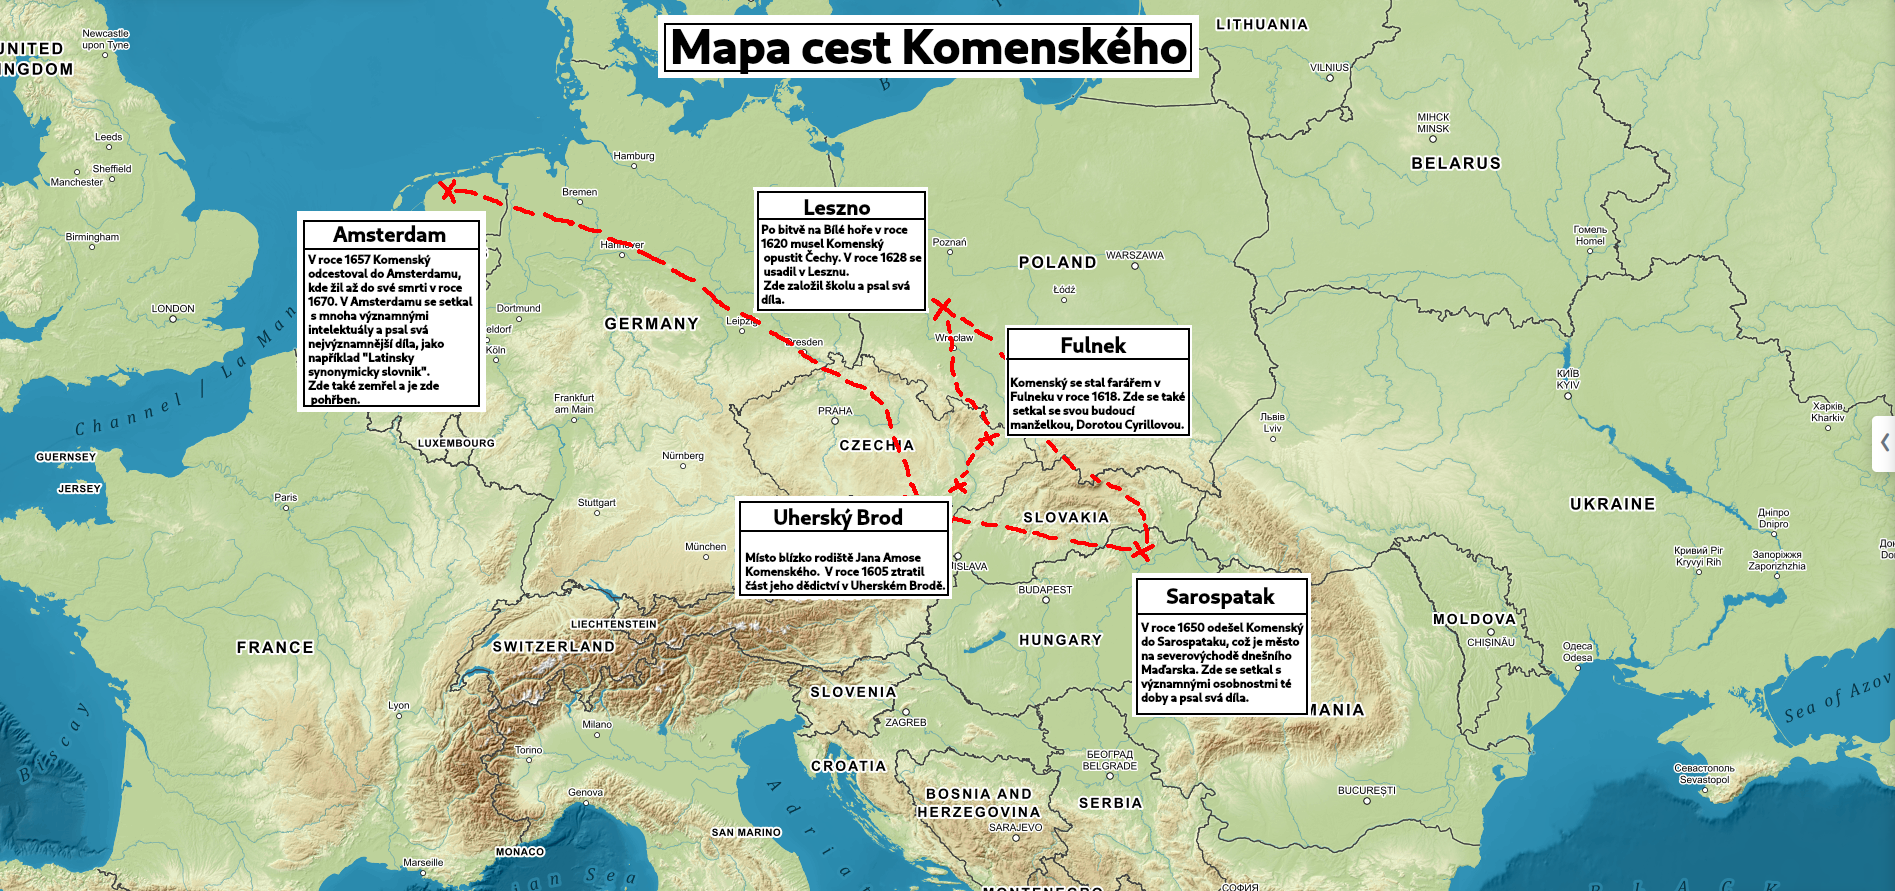 Mapa cest Komenského
Amsterdam
V roce 1657 Komenský
odcestoval do Amsterdamu,
kde žil až do své smrti v roce
1670. V Amsterdamu se setkal
s mnoha význámnými
intelektuály a psal svá
nejvýznamnější díla, jako
například "Latinsky
synonymicky slovnik".
Zde také zemřel a je zde
pohřben.
Leszno
Po bitvě na Bílé hoře v roce
1620 musel Komenský
opustit Čechy. V roce 1628 se
usadil v Lesznu.
Zde založil školu a psal svá
díla.
Fulnek
Komenský se stal farářem v
Fulneku v roce 1618. Zde se také
setkal se svou budoucí
manželkou, Dorotou Cyrillovou.
Uherský Brod
Místo blízko rodiště Jana Amose
Komenského. V roce 1605 ztratil
část jeho dědictví v Uherském Brodě.
Sarospatak
V roce 1650 odešel Komenský
do Sarospataku, což je město
na severovýchodě dnešního
Maďarska. Zde se setkal s
význámnými osobnostmi té
doby a psal svá díla.
UNITED
INGDOM
Newcastle
upon Tyne
Leeds
Sheffield
Manchester
Birmingham
LONDON
Channel / La Man
GUERNSEY
JERSEY
Paris
FRANCE
Lyon
Marseille
Biscay
LUXEMBOURG
Hamburg
Bremen
Hannover
Dortmund
eldorf
Köln
Leipzig
Dresden
GERMANY
Frankfurt
am Main
Nürnberg
Stuttgart
München
LIECHTENSTEIN
SWITZERLAND
Milano
Torino
Genova
MONACO
SAN MARINO
ian Sea
Adriat
PRAHA
CZECHIA
Poznań
POLAND
WARSZAWA
Łódź
Wrocław
SLOVAKIA
ISLAVA
BUDAPEST
HUNGARY
SLOVENIA
ZAGREB
CROATIA
BOSNIA AND
HERZEGOVINA
SARAJEVO
MONTENEGRO
БЕОГРАД
BELGRADE
SERBIA
СОФИЯ
MANIA
BUCUREȘTI
MOLDOVA
CHIȘINĂU
LITHUANIA
VILNIUS
МІНСК
MINSK
BELARUS
Гомель
Homel
КИЇВ
KYIV
Львів
Lviv
Харків
Kharkiv
UKRAINE
Дніпро
Dnipro
Кривий Ріг
Kryvyi Rih
Запоріжжя
Zaporizhzhia
Одеса
Odesa
Sea of Azov
Севастополь
Sevastopol
BLACK